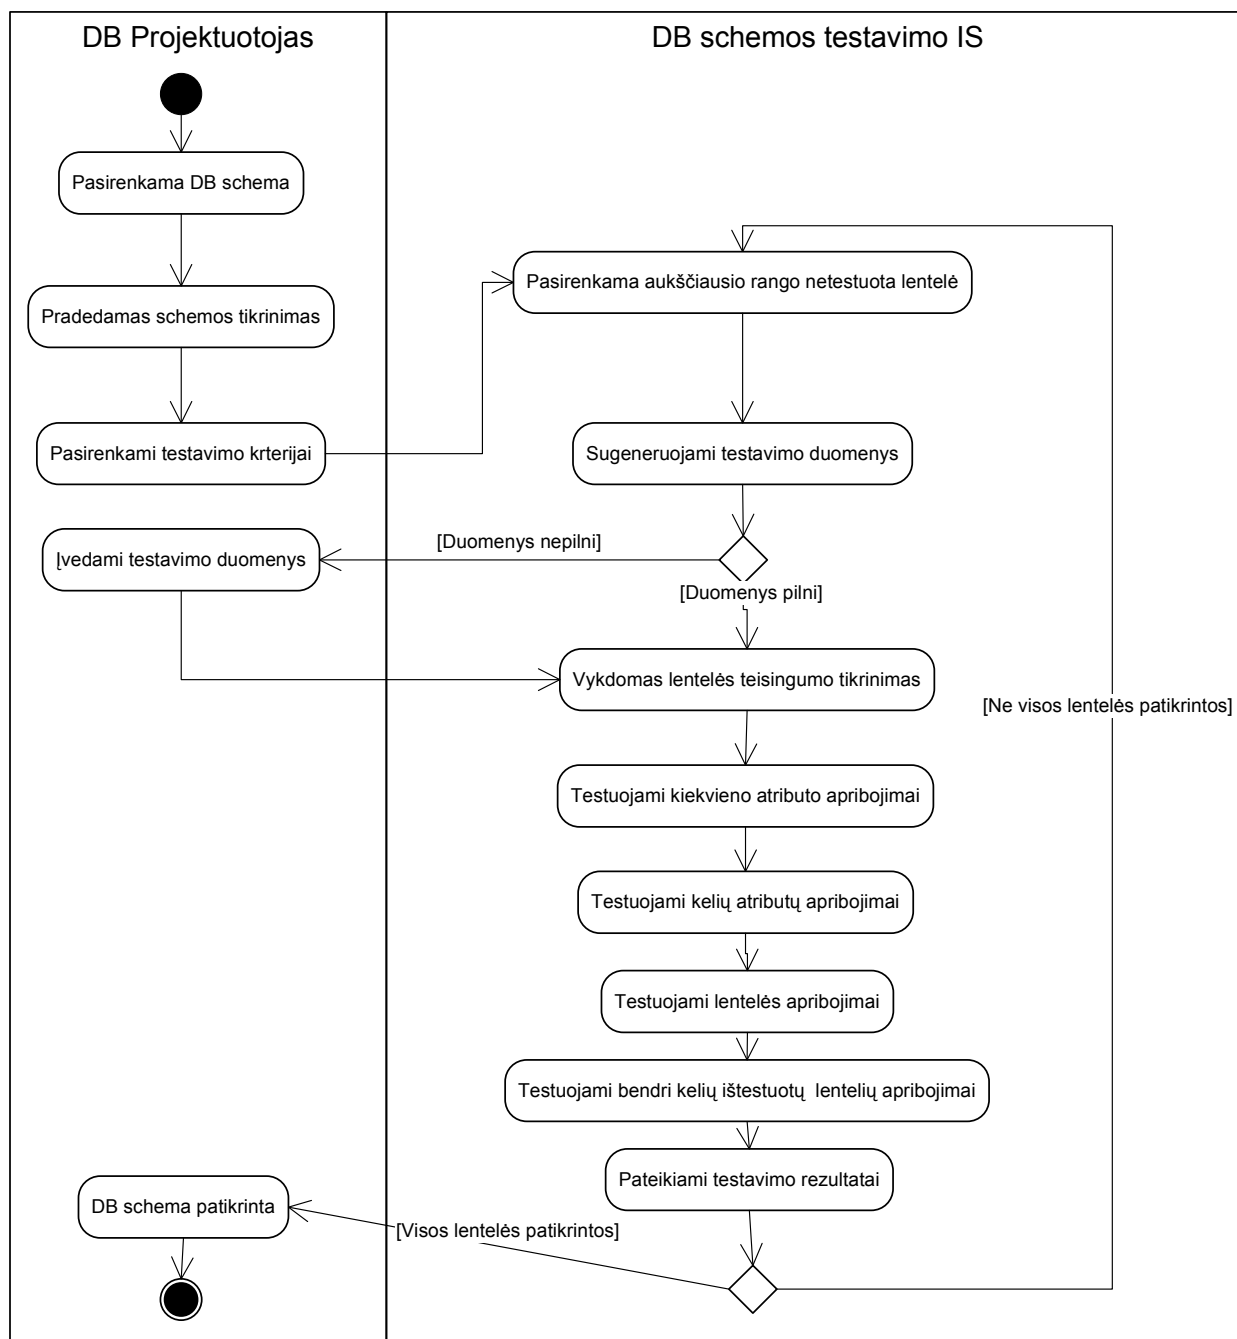 DB Projektuotojas
DB schemos testavimo IS
Pasirenkama DB schema
Pradedamas schemos tikrinimas
Pasirenkami testavimo krterijai
Pasirenkama aukščiausio rango netestuota lentelė
Sugeneruojami testavimo duomenys
[Duomenys nepilni]
Įvedami testavimo duomenys
[Duomenys pilni]
Vykdomas lentelės teisingumo tikrinimas
[Ne visos lentelės patikrintos]
Testuojami kiekvieno atributo apribojimai
Testuojami kelių atributų apribojimai
Testuojami lentelės apribojimai
Testuojami bendri kelių ištestuotų  lentelių apribojimai
Pateikiami testavimo rezultatai
DB schema patikrinta
[Visos lentelės patikrintos]